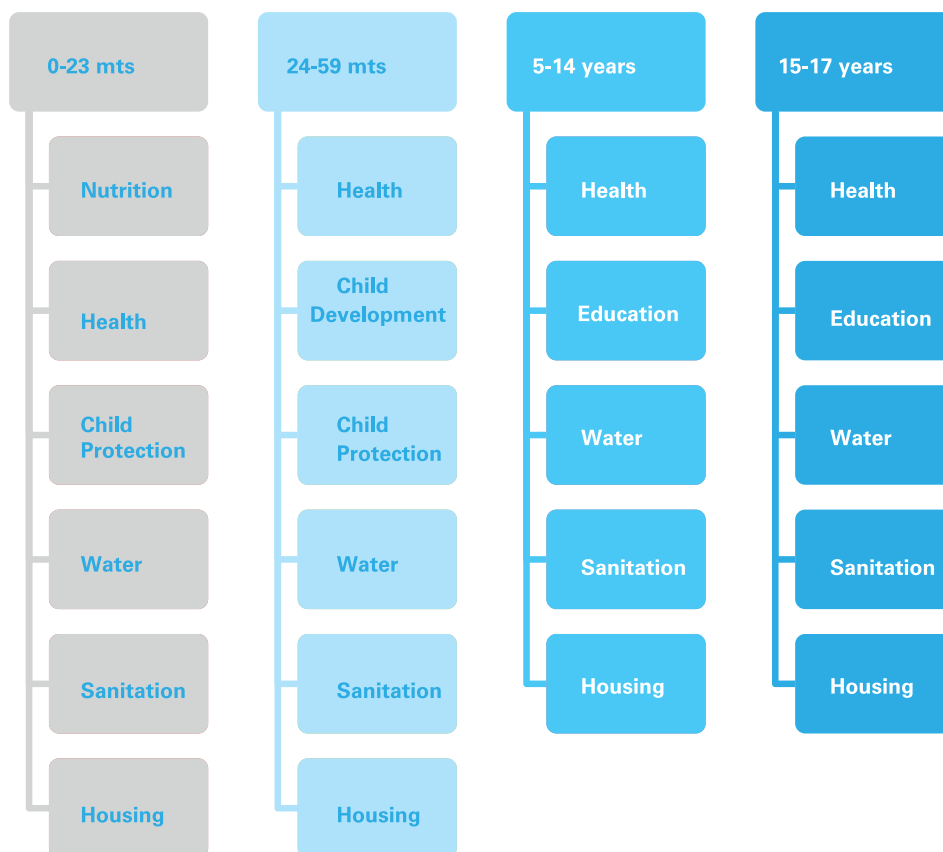 0-23 mts
Nutrition
Health
Child
Protection
Water
Sanitation
Housing
24-59 mts
Health
Child
Development
Child
Protection
Water
Sanitation
Housing
5-14 years
Health
Education
Water
Sanitation
Housing
15-17 years
Health
Education
Water
Sanitation
Housing